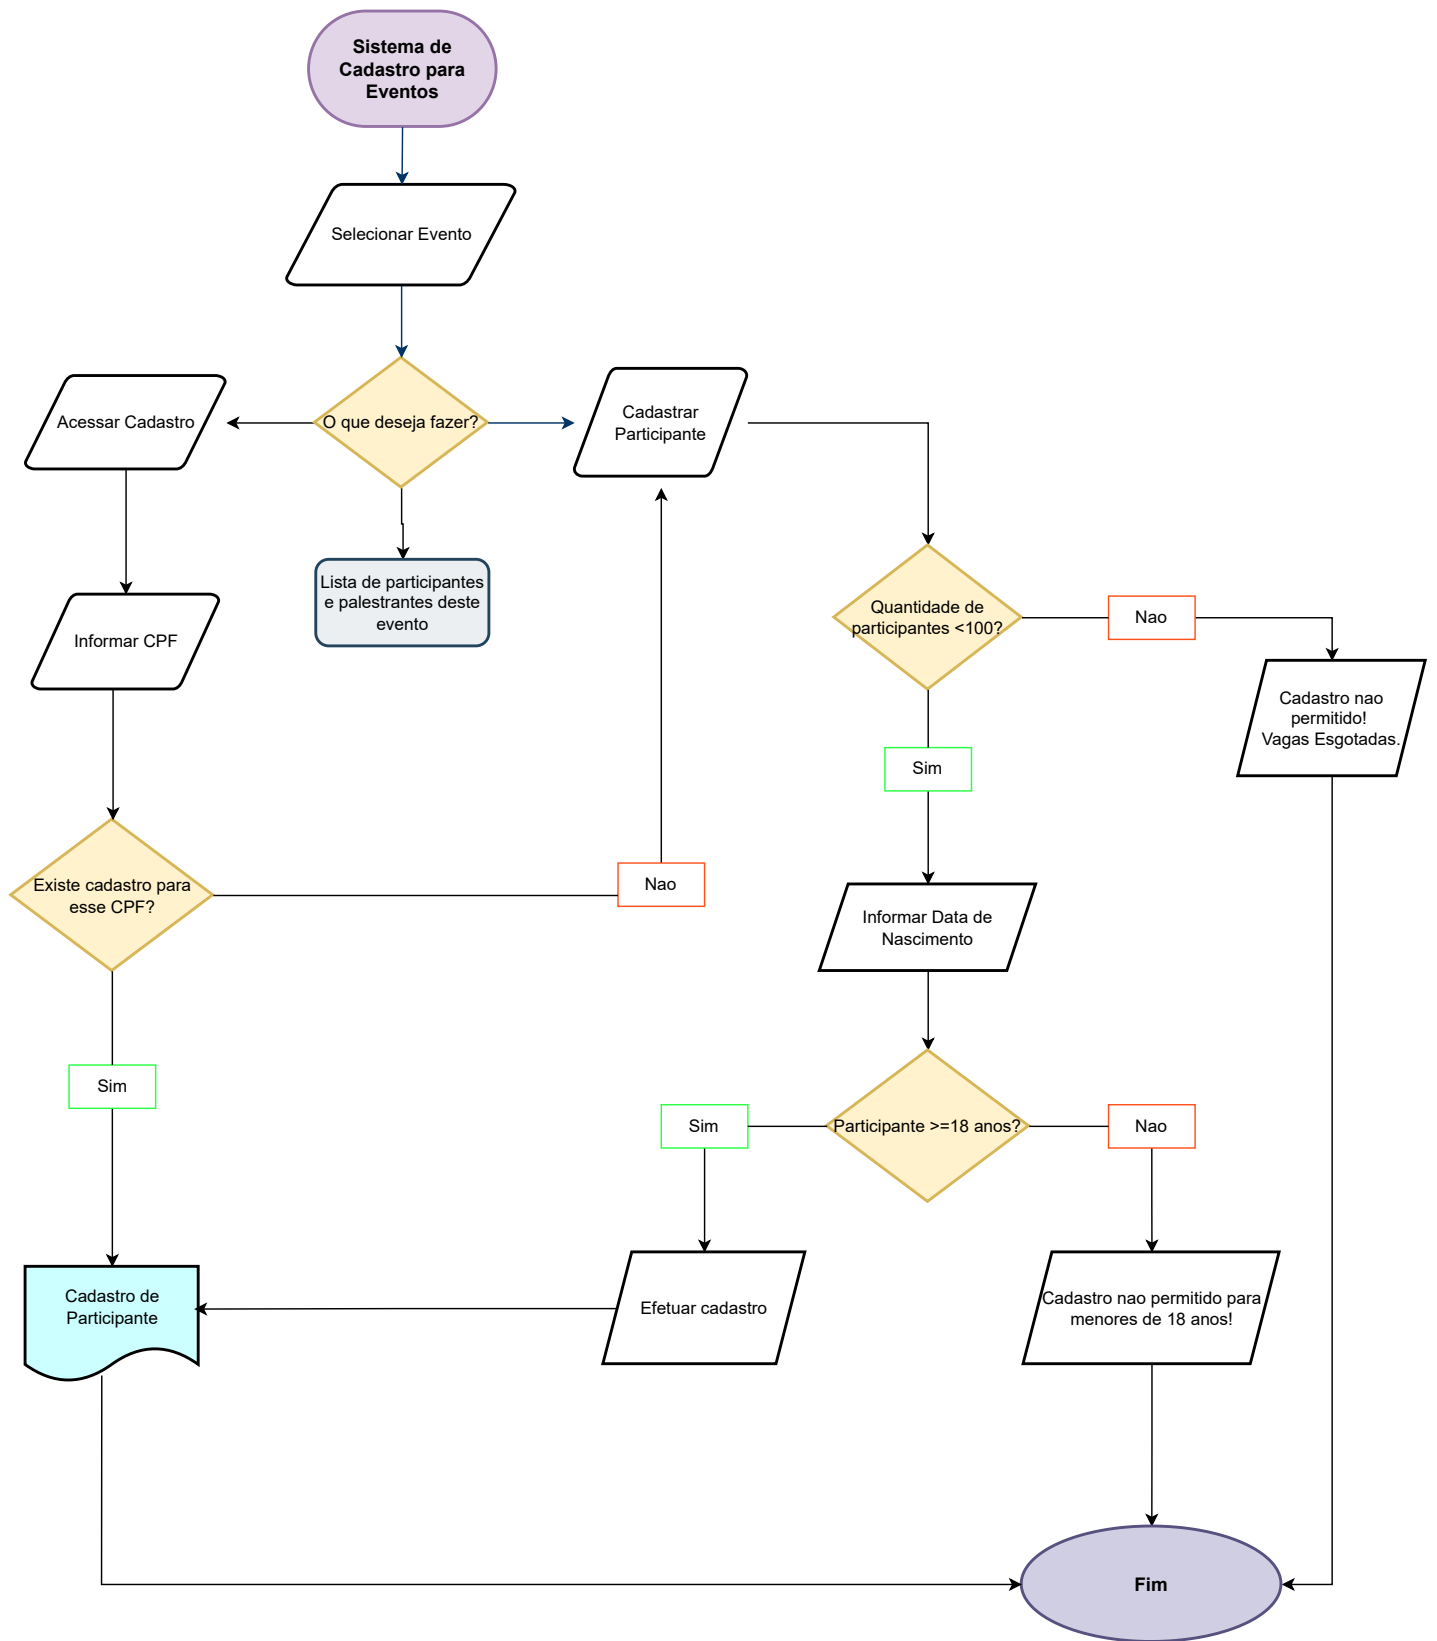 Sistema de
Cadastro para
Eventos
Selecionar Evento
Acessar Cadastro
O que deseja fazer?
Cadastrar
Participante
Lista de participantes
e palestrantes deste
evento
Informar CPF
Quantidade de
participantes <100?
Nao
Cadastro nao
permitido!
Vagas Esgotadas.
Sim
Existe cadastro para
esse CPF?
Nao
Informar Data de
Nascimento
Sim
Sim
Participante >=18 anos?
Nao
Cadastro de
Participante
Efetuar cadastro
Cadastro nao permitido para
menores de 18 anos!
Fim